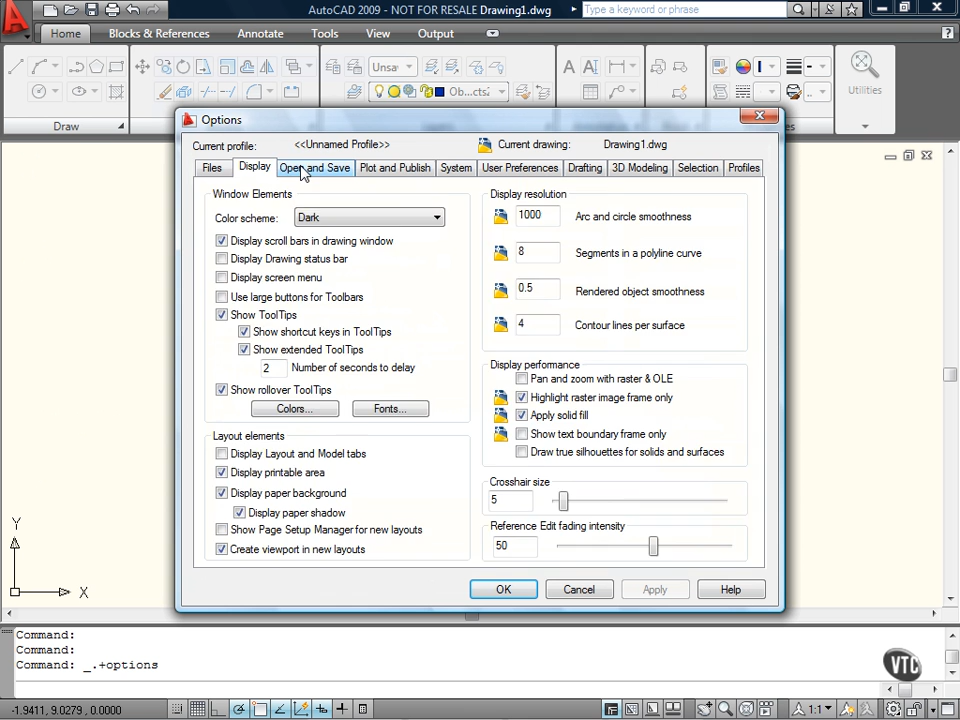 AutoCAD 2009 - NOT FOR RESALE Drawing1.dwg
Type a keyword or phrase
Home
Blocks & References
Annotate
Tools
View
Output
Unsa
Ob...cts2
Utilities
Draw
Options
Current profile:
<<Unnamed Profile>>
Current drawing:
Drawing1.dwg
Files
Display
Open and Save
Plot and Publish
System
User Preferences
Drafting
3D Modeling
Selection
Profiles
Window Elements
Color scheme:
Dark
Display scroll bars in drawing window
Display Drawing status bar
Display screen menu
Use large buttons for Toolbars
Show ToolTips
Show shortcut keys in ToolTips
Show extended ToolTips
2 Number of seconds to delay
Show rollover ToolTips
Colors...
Fonts...
Layout elements
Display Layout and Model tabs
Display printable area
Display paper background
Display paper shadow
Show Page Setup Manager for new layouts
Create viewport in new layouts
Display resolution
1000 Arc and circle smoothness
8 Segments in a polyline curve
0.5 Rendered object smoothness
4 Contour lines per surface
Display performance
Pan and zoom with raster & OLE
Highlight raster image frame only
Apply solid fill
Show text boundary frame only
Draw true silhouettes for solids and surfaces
Crosshair size
5
Reference Edit fading intensity
50
OK
Cancel
Apply
Help
Y
X
Command:
Command:
Command: _.+options
VTC
-1.9411, 9.0279, 0.0000
1:1